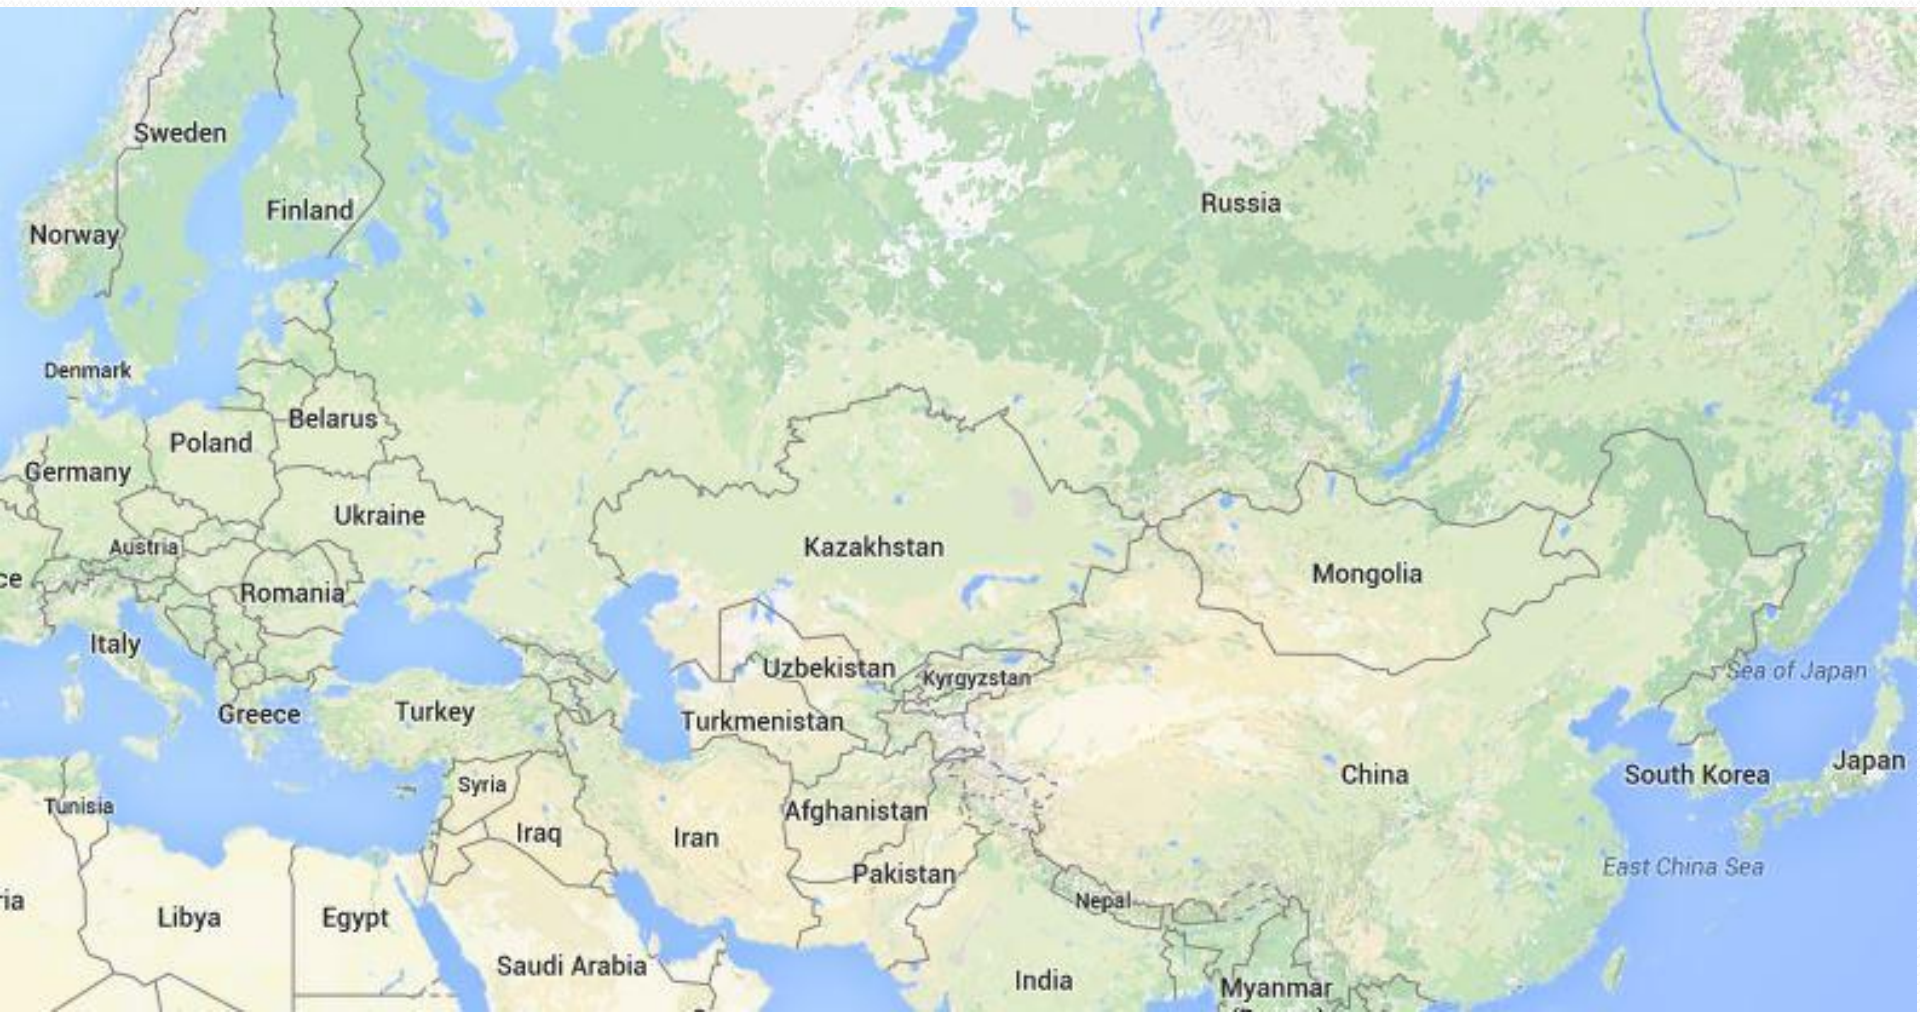 Sweden
Russia
Finland
Norway
Denmark
Belarus
Poland
Germany
Ukraine
Austria
Kazakhstan
Mongolia
ce
Romania
Italy
Uzbekistan
Kyrgyzstan
Sea of Japan
Greece
Turkey
Turkmenistan
Japan
China
South Korea
Syria
Tunisia
Afghanistan
Iraq
Iran
East China Sea
Pakistan
ria
Nepal
Libya
Egypt
Saudi Arabia
India
Myanmar